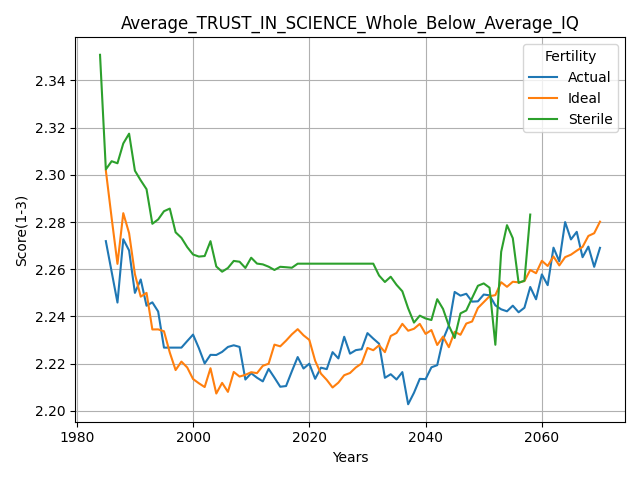 Average_TRUST_IN_SCIENCE_Whole_Below_Average_IQ
Fertility
Actual
Ideal
Sterile
Score(1-3)
2.34
2.32
2.30
2.28
2.26
2.24
2.22
2.20
1980
2000
2020
2040
2060
Years